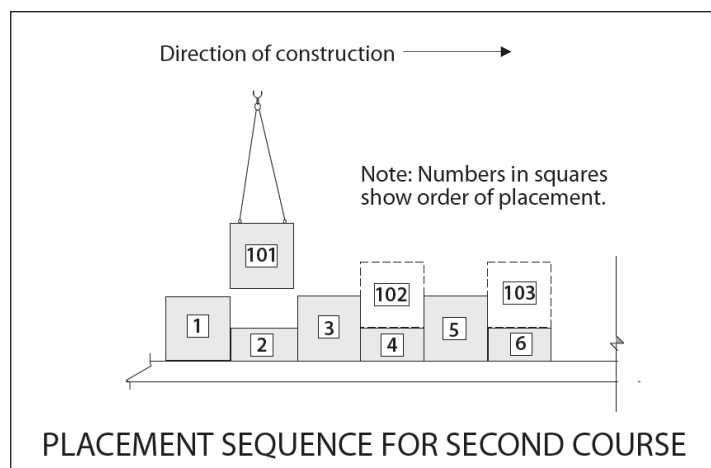 Direction of construction
Note: Numbers in squares
show order of placement.
101
102
103
1
2
3
4
5
6
PLACEMENT SEQUENCE FOR SECOND COURSE